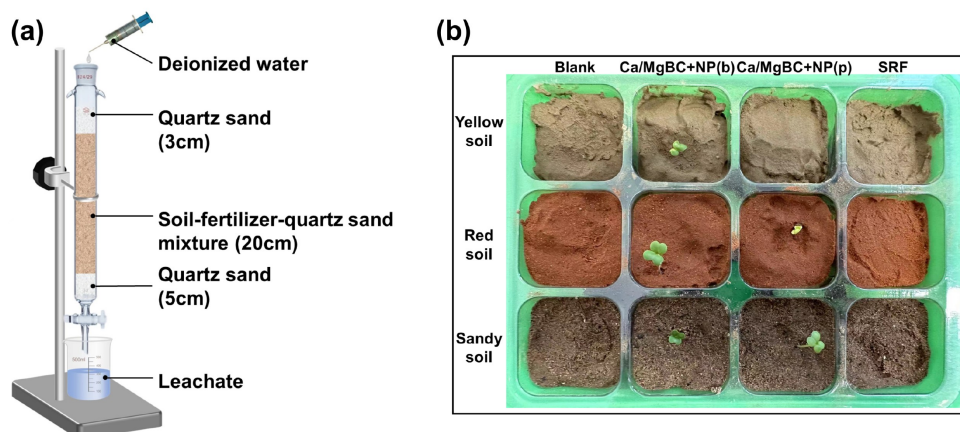 (a)
Deionized water
Quartz sand
(3cm)
Soil-fertilizer-quartz sand
mixture (20cm)
Quartz sand
(5cm)
Leachate
(b)
Blank Ca/MgBC+NP(b) Ca/MgBC+NP(p) SRF
Yellow
soil
Red
soil
Sandy
soil